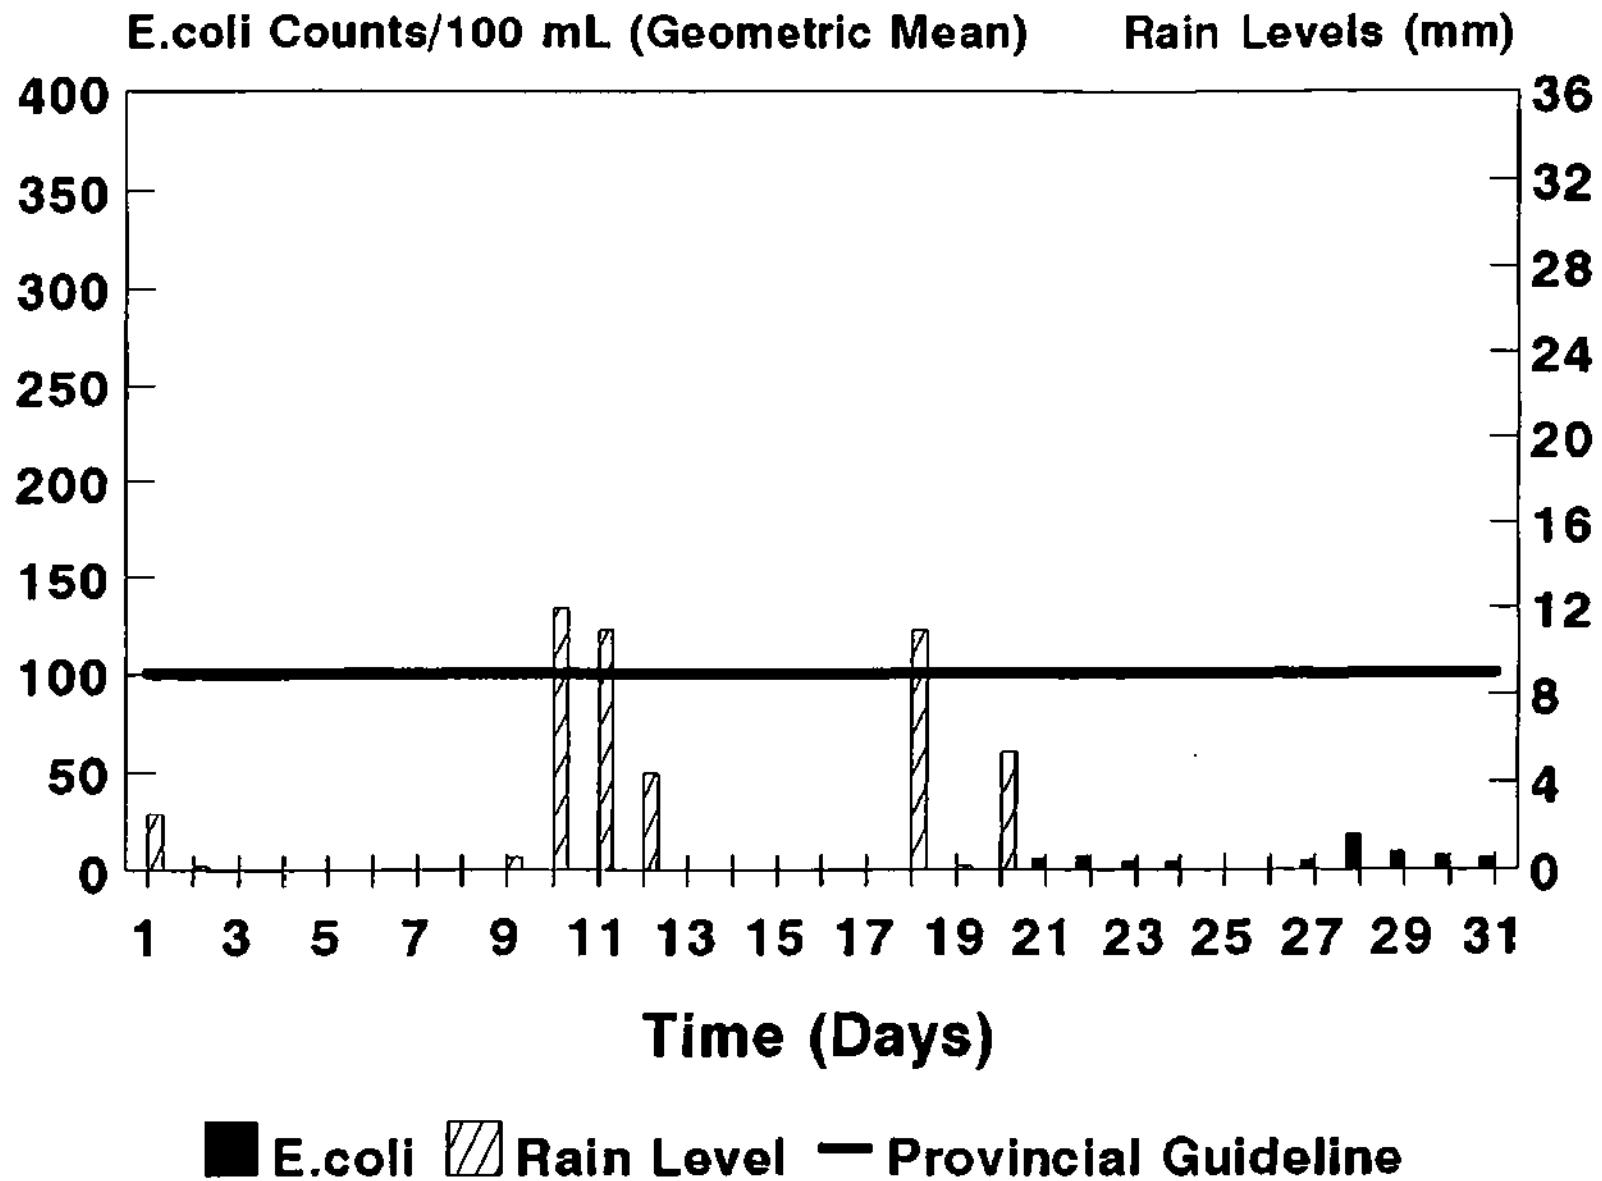 E.coli Counts/100 mL (Geometric Mean) Rain Levels (mm)
400 36
350 32
300 28
250 24
200 20
150 16
100 12
50 8
0 4
0
1 3 5 7 9 11 13 15 17 19 21 23 25 27 29 31
Time (Days)
E.coli Rain Level Provincial Guideline